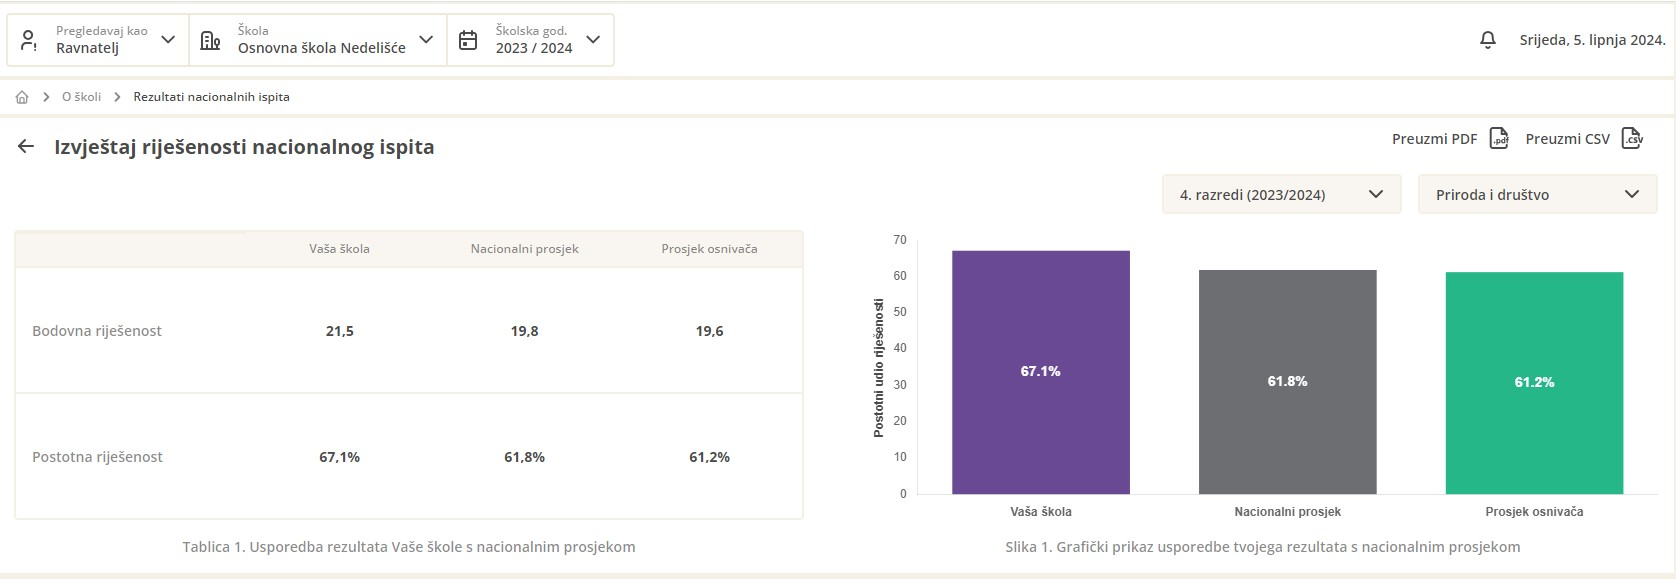 Pregledavaj kao
Ravnatelj
Škola
Osnovna škola Nedelišće
Školska god.
2023 / 2024
Srijeda, 5. lipnja 2024.
O školi
Rezultati nacionalnih ispita
Izvještaj riješenosti nacionalnog ispita
Preuzmi PDF .pdf Preuzmi CSV .csv
4. razredi (2023/2024) Priroda i društvo
Vaša škola Nacionalni prosjek Prosjek osnivača
Bodovna riješenost 21,5 19,8 19,6
Postotna riješenost 67,1% 61,8% 61,2%
Tablica 1. Usporedba rezultata Vaše škole s nacionalnim prosjekom
Postotni udio riješenosti
70
60
50
40
30
20
10
0
67.1% 61.8% 61.2%
Vaša škola Nacionalni prosjek Prosjek osnivača
Slika 1. Grafički prikaz usporedbe tvojega rezultata s nacionalnim prosjekom